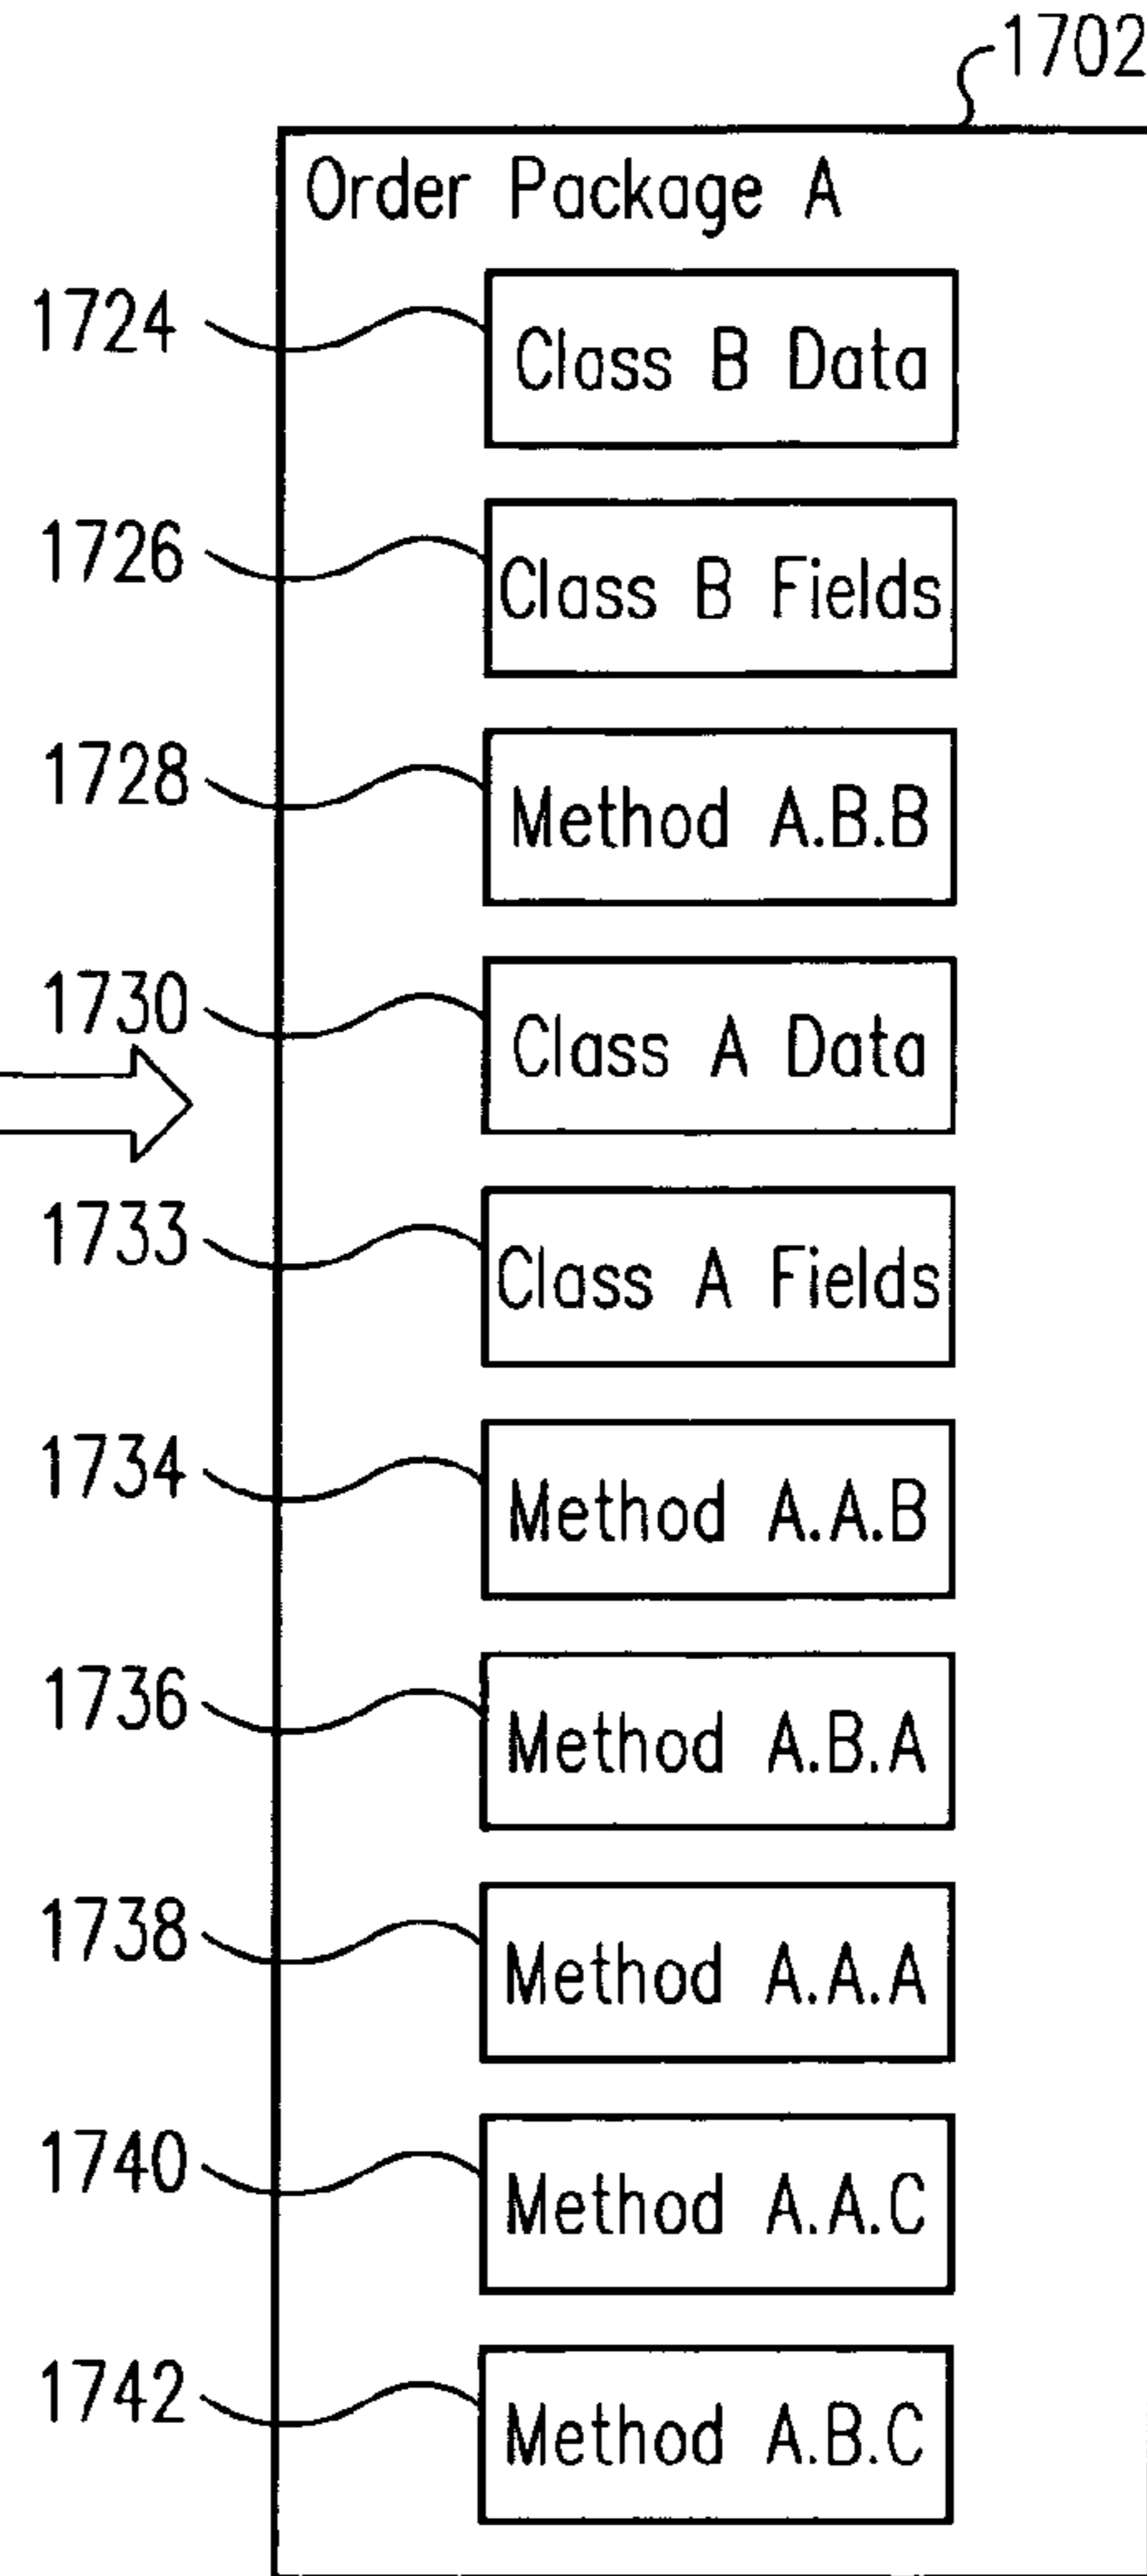 1702
Order Package A
1724
Class B Data
1726
Class B Fields
1728
Method A.B.B
1730
Class A Data
1733
Class A Fields
1734
Method A.A.B
1736
Method A.B.A
1738
Method A.A.A
1740
Method A.A.C
1742
Method A.B.C